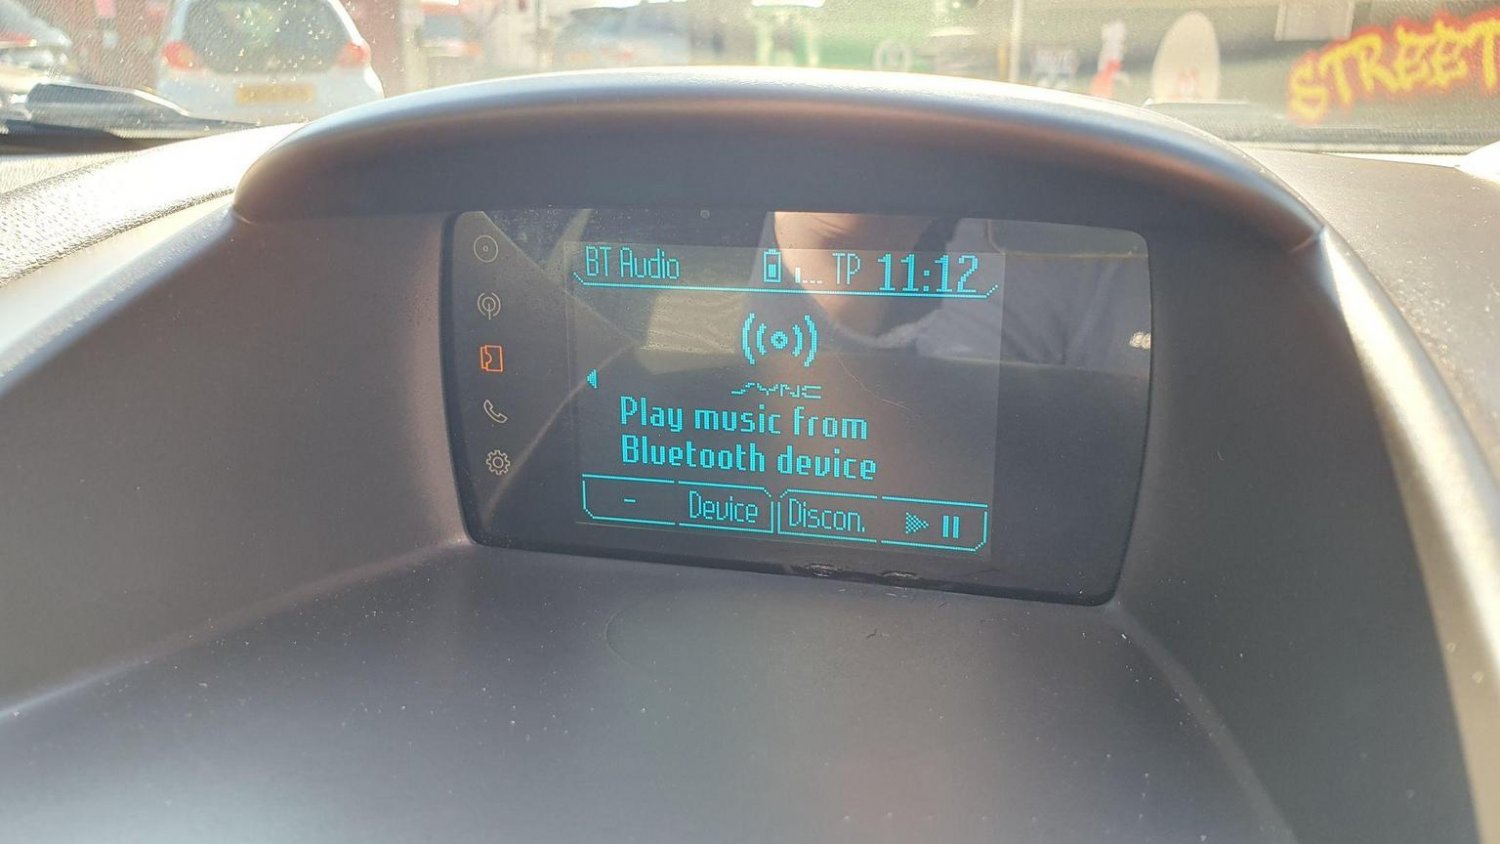 STREET
BT Audio TP 11:12
SYNC
Play music from
Bluetooth device
- Device Discon.